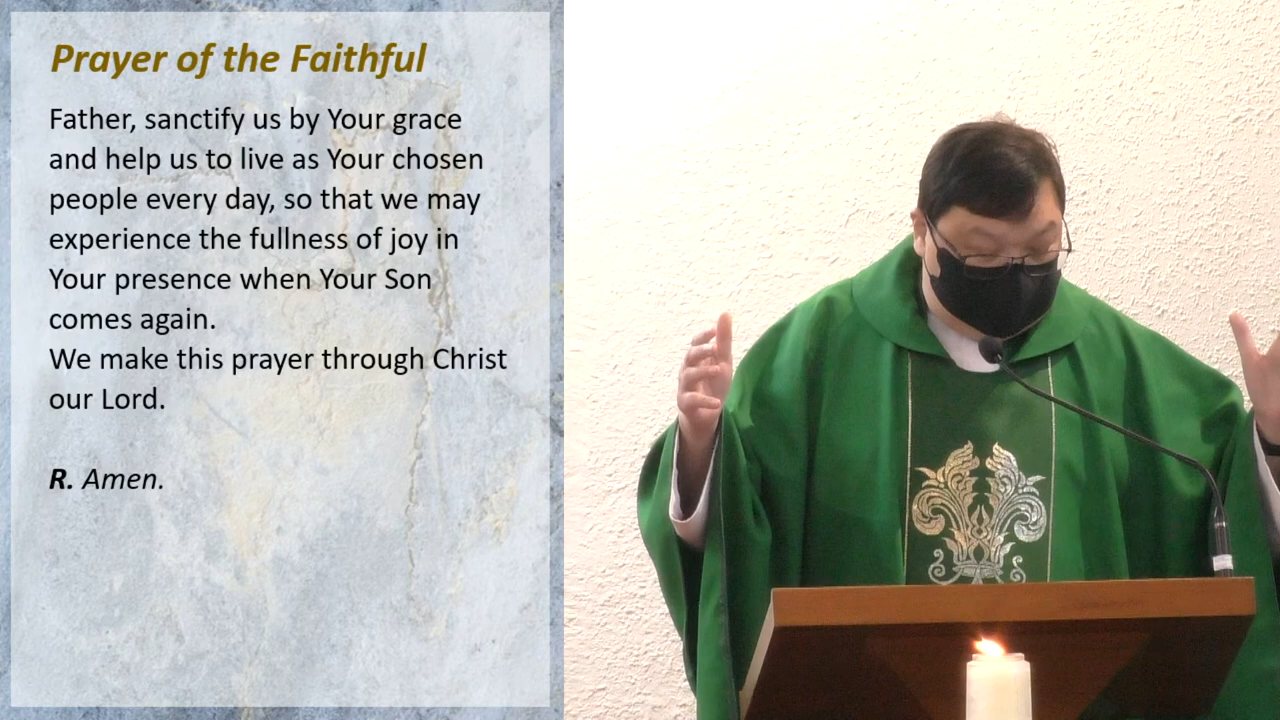 Prayer of the Faithful
Father, sanctify us by Your grace
and help us to live as Your chosen
people every day, so that we may
experience the fullness of joy in
Your presence when Your Son
comes again.
We make this prayer through Christ
our Lord.
R. Amen.